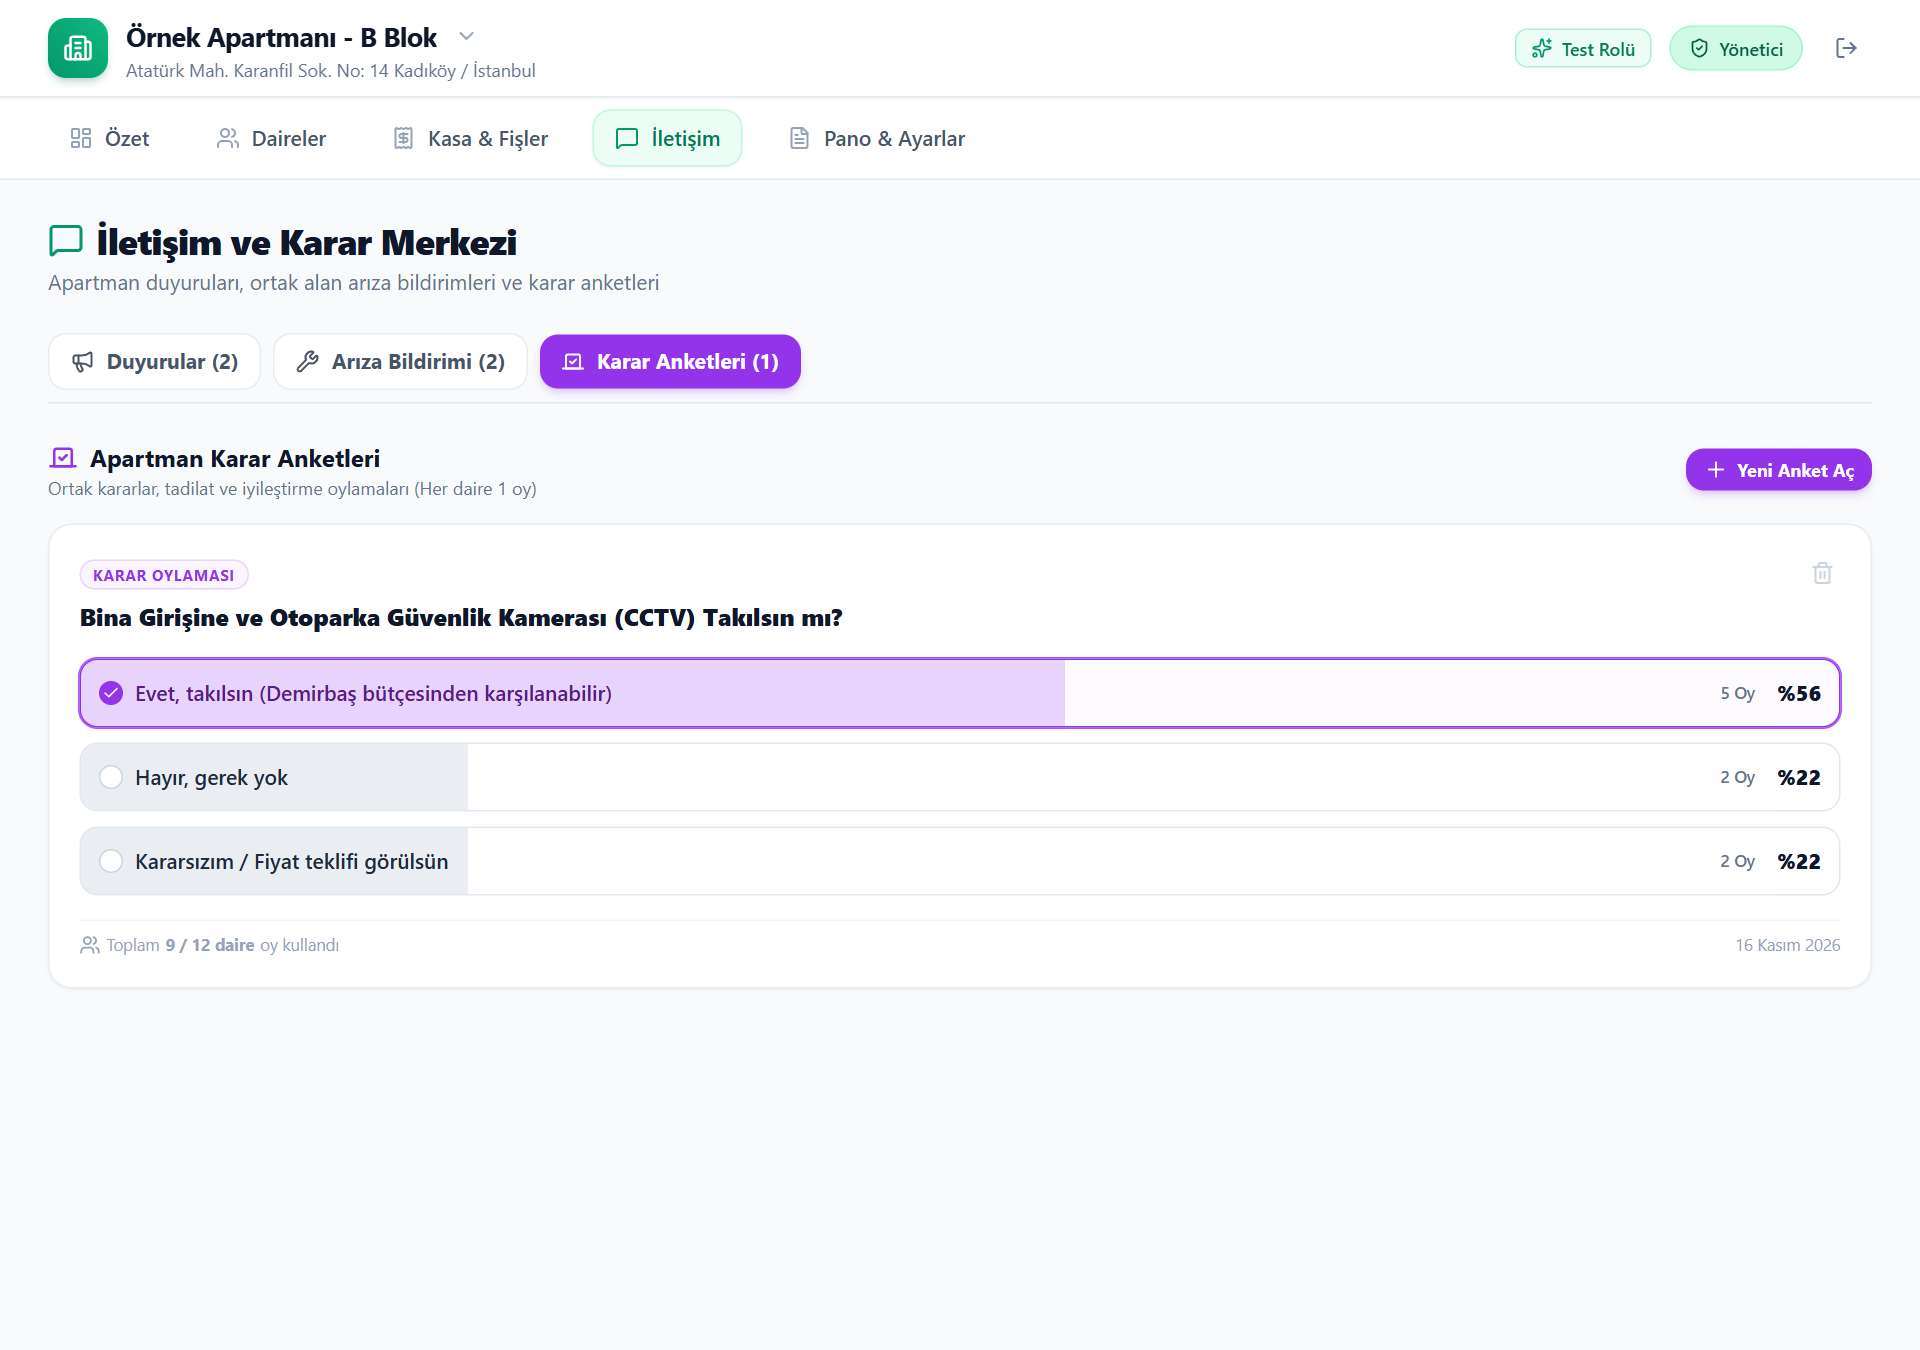 Örnek Apartmanı - B Blok
Atatürk Mah. Karanfil Sok. No: 14 Kadıköy / İstanbul
Test Rolü
Yönetici
Özet
Daireler
Kasa & Fişler
İletişim
Pano & Ayarlar
İletişim ve Karar Merkezi
Apartman duyuruları, ortak alan arıza bildirimleri ve karar anketleri
Duyurular (2)
Arıza Bildirimi (2)
Karar Anketleri (1)
Apartman Karar Anketleri
Ortak kararlar, tadilat ve iyileştirme oylamaları (Her daire 1 oy)
Yeni Anket Aç
KARAR OYLAMASI
Bina Girişine ve Otoparka Güvenlik Kamerası (CCTV) Takılsın mı?
Evet, takılsın (Demirbaş bütçesinden karşılanabilir) 5 Oy %56
Hayır, gerek yok 2 Oy %22
Kararsızım / Fiyat teklifi görülsün 2 Oy %22
Toplam 9 / 12 daire oy kullandı
16 Kasım 2026